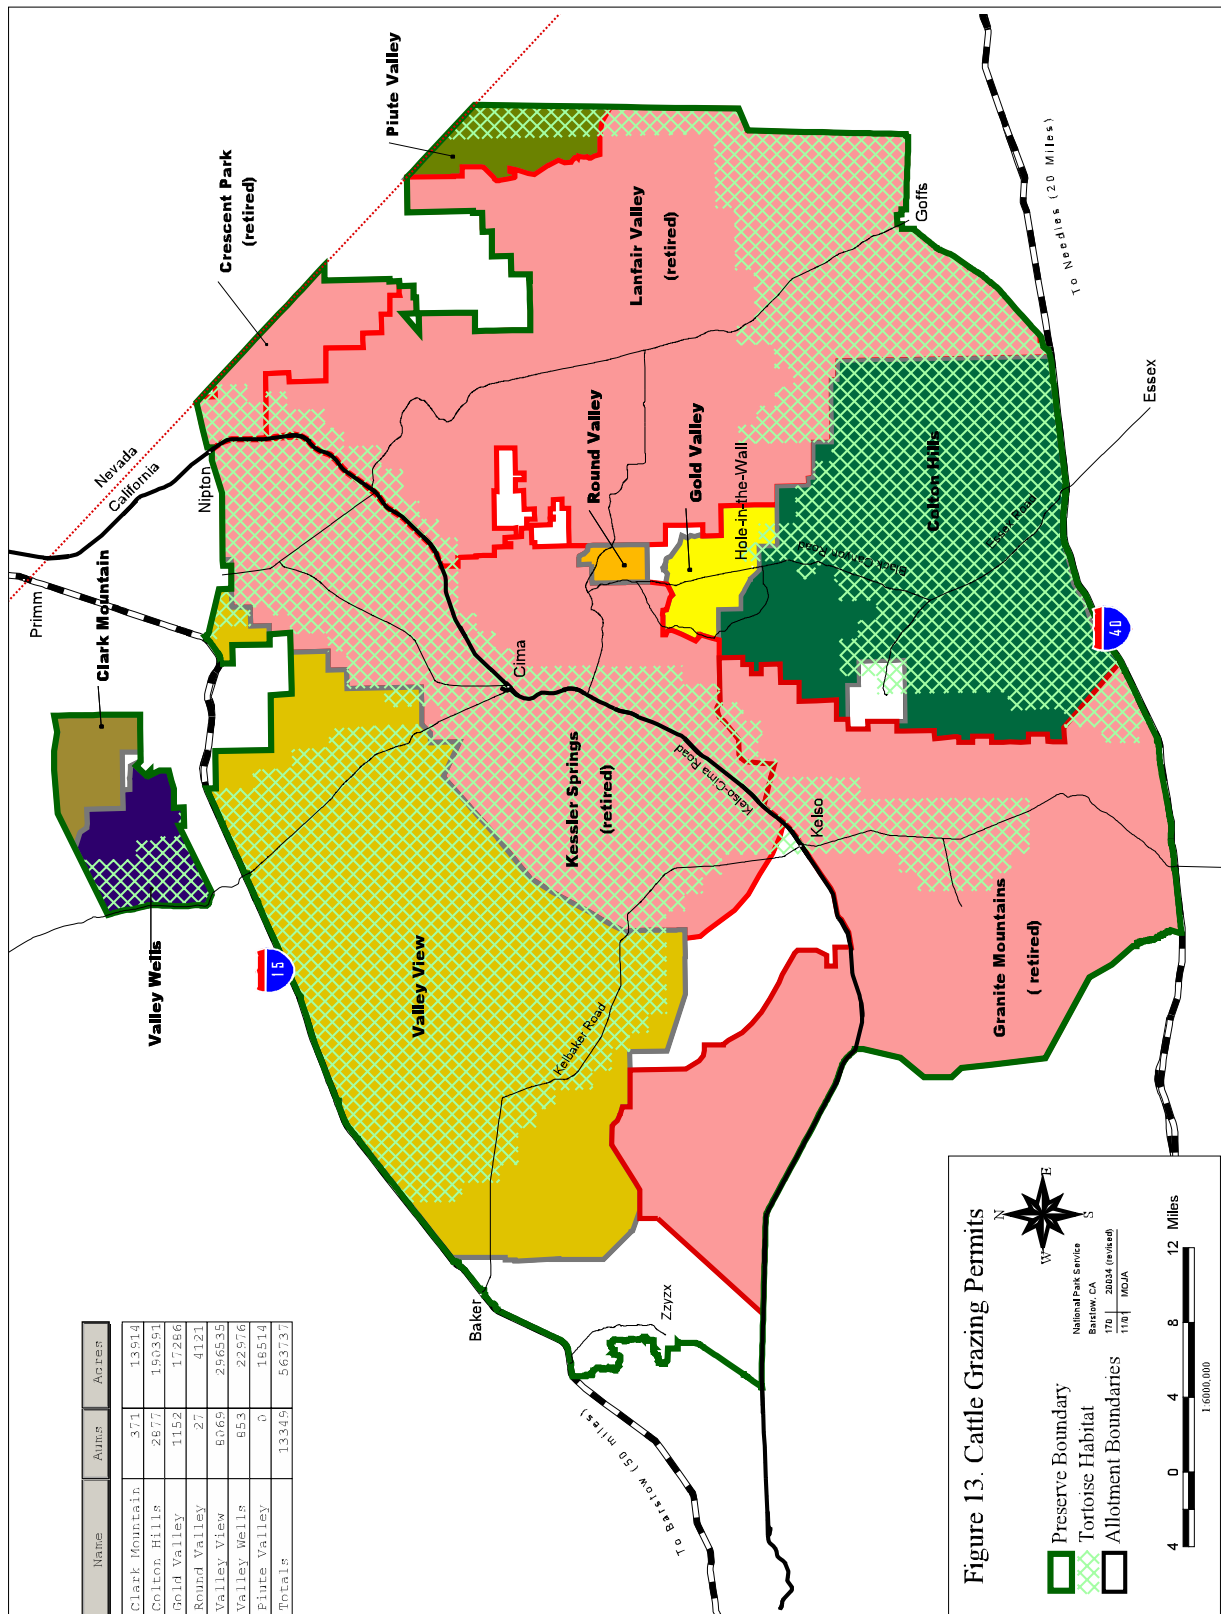 Name Aums Acres
Clark Mountain 371 13914
Colton Hills 2877 190391
Gold Valley 1152 17286
Round Valley 27 4121
Valley View 8069 296535
Valley Wells 853 22976
Piute Valley 0 18514
Totals 13349 563737
Primm
Nevada
California
Nipton
Clark Mountain
Valley Wells
Crescent Park
(retired)
Piute Valley
15
Valley View
Cima
Round Valley
Lanfair Valley
(retired)
Gold Valley
Hole-in-the-Wall
Goffs
Baker
Kelbaker Road
Kessler Springs
(retired)
Kelso-Cima Road
Kelso
Black Canyon Road
Colton Hills
Essex Road
Essex
To Needles (20 Miles)
40
Zzyzx
To Barstow (50 miles)
Granite Mountains
( retired)
Figure 13. Cattle Grazing Permits
Preserve Boundary
Tortoise Habitat
Allotment Boundaries
N
W
E
S
National Park Service
Barstow, CA
170 20034 (revised)
11/01 MOJA
4 0 4 8 12 Miles
1:6000,000